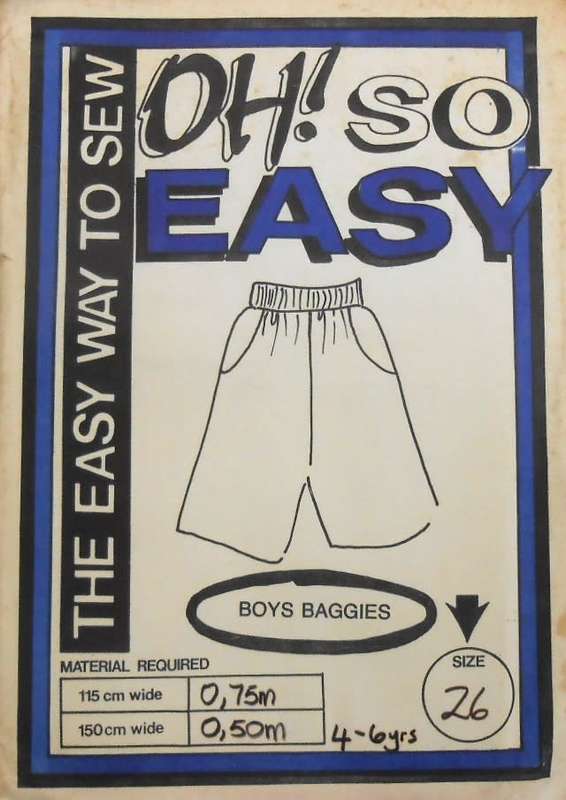 THE EASY WAY TO SEW
OH! SO
EASY
BOYS BAGGIES
MATERIAL REQUIRED
115 cm wide 0,75m
150 cm wide 0,50m
4-6yrs
SIZE
26